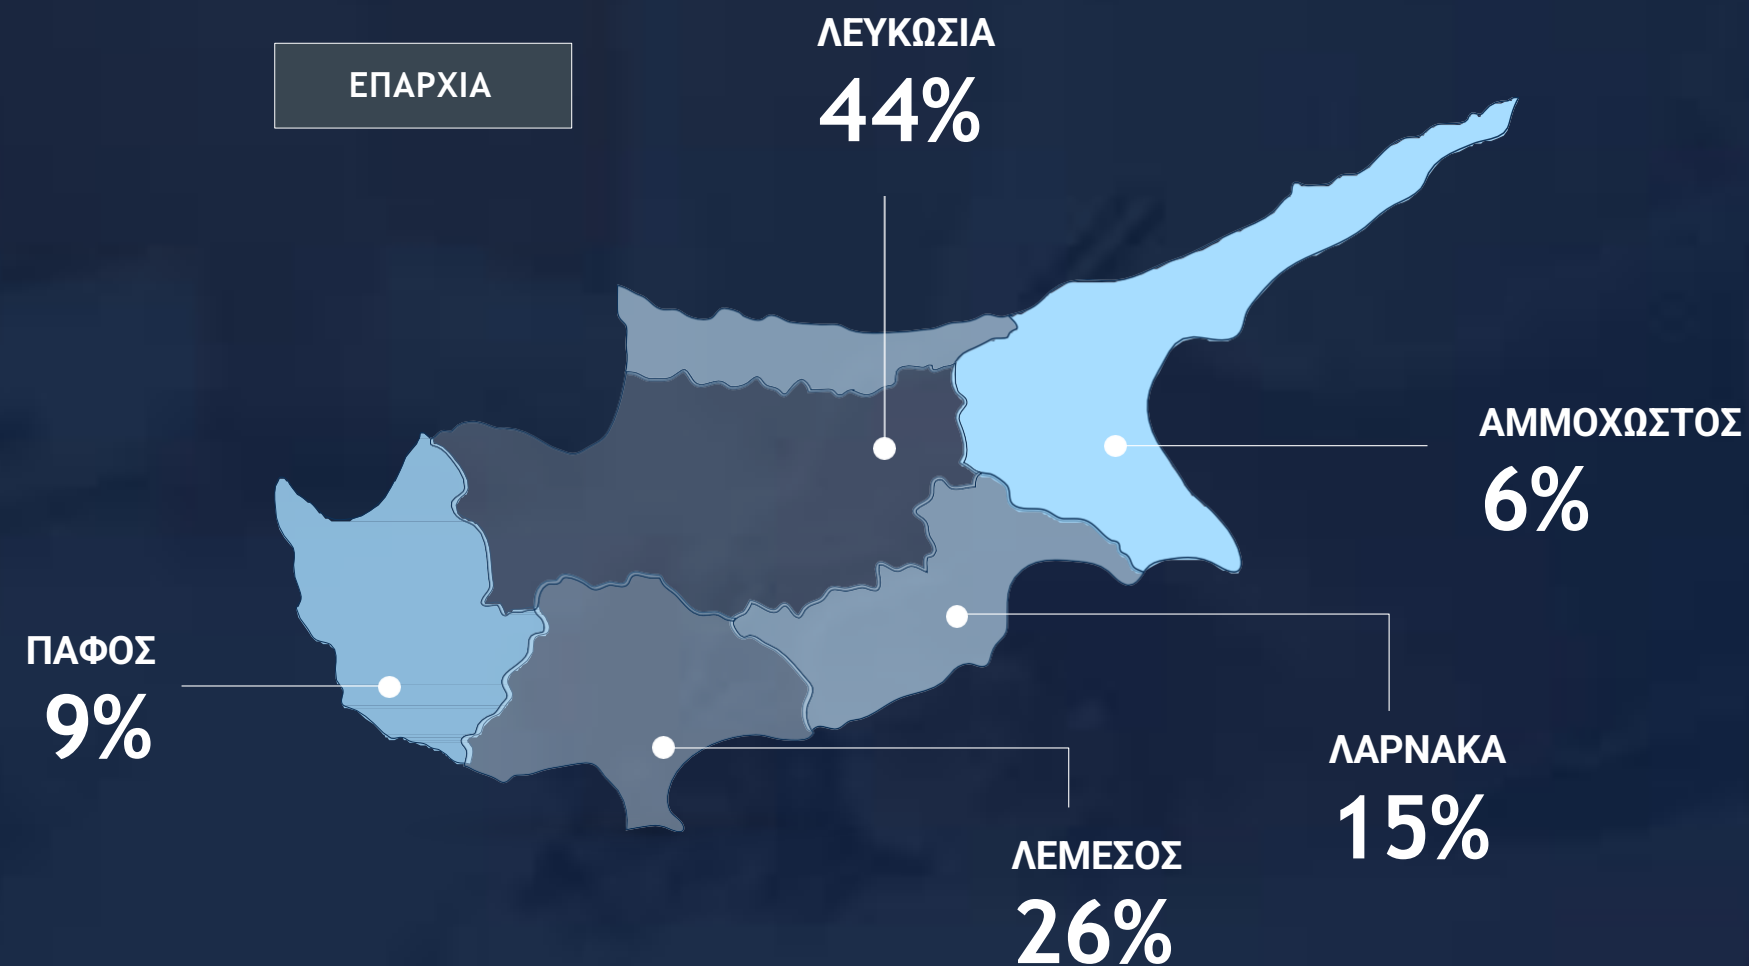 ΛΕΥΚΩΣΙΑ
44%
ΕΠΑΡΧΙΑ
ΑΜΜΟΧΩΣΤΟΣ
6%
ΠΑΦΟΣ
9%
ΛΑΡΝΑΚΑ
15%
ΛΕΜΕΣΟΣ
26%